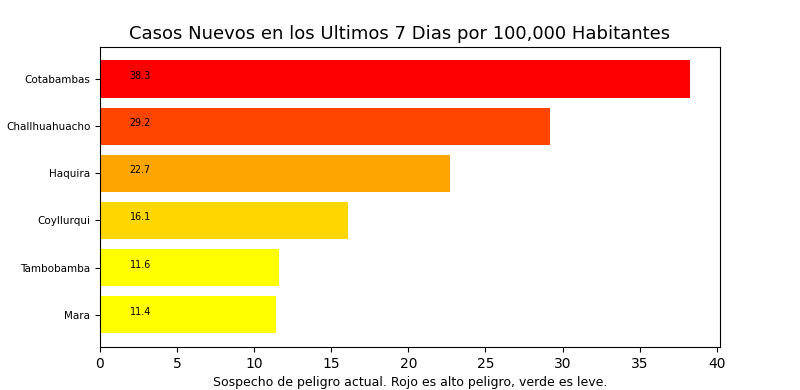 Casos Nuevos en los Ultimos 7 Dias por 100,000 Habitantes
Cotabambas 38.3
Challhuahuacho 29.2
Haquira 22.7
Coyllurqui 16.1
Tambobamba 11.6
Mara 11.4
0 5 10 15 20 25 30 35 40
Sospecho de peligro actual. Rojo es alto peligro, verde es leve.